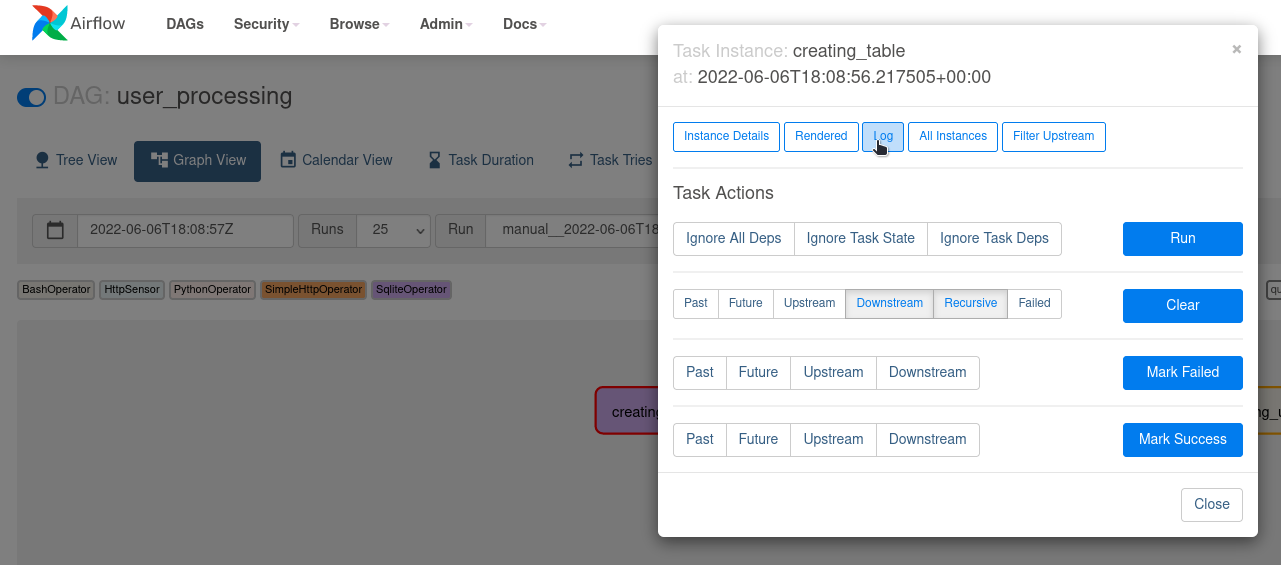 Airflow DAGs Security Browse Admin Docs
DAG: user_processing
Tree View Graph View Calendar View Task Duration Task Tries
2022-06-06T18:08:57Z Runs 25 Run manual__2022-06-06T18
BashOperator HttpSensor PythonOperator SimpleHttpOperator SqliteOperator
Task Instance: creating_table ×
at: 2022-06-06T18:08:56.217505+00:00
Instance Details Rendered Log All Instances Filter Upstream
Task Actions
Ignore All Deps Ignore Task State Ignore Task Deps Run
Past Future Upstream Downstream Recursive Failed Clear
Past Future Upstream Downstream Mark Failed
Past Future Upstream Downstream Mark Success
Close